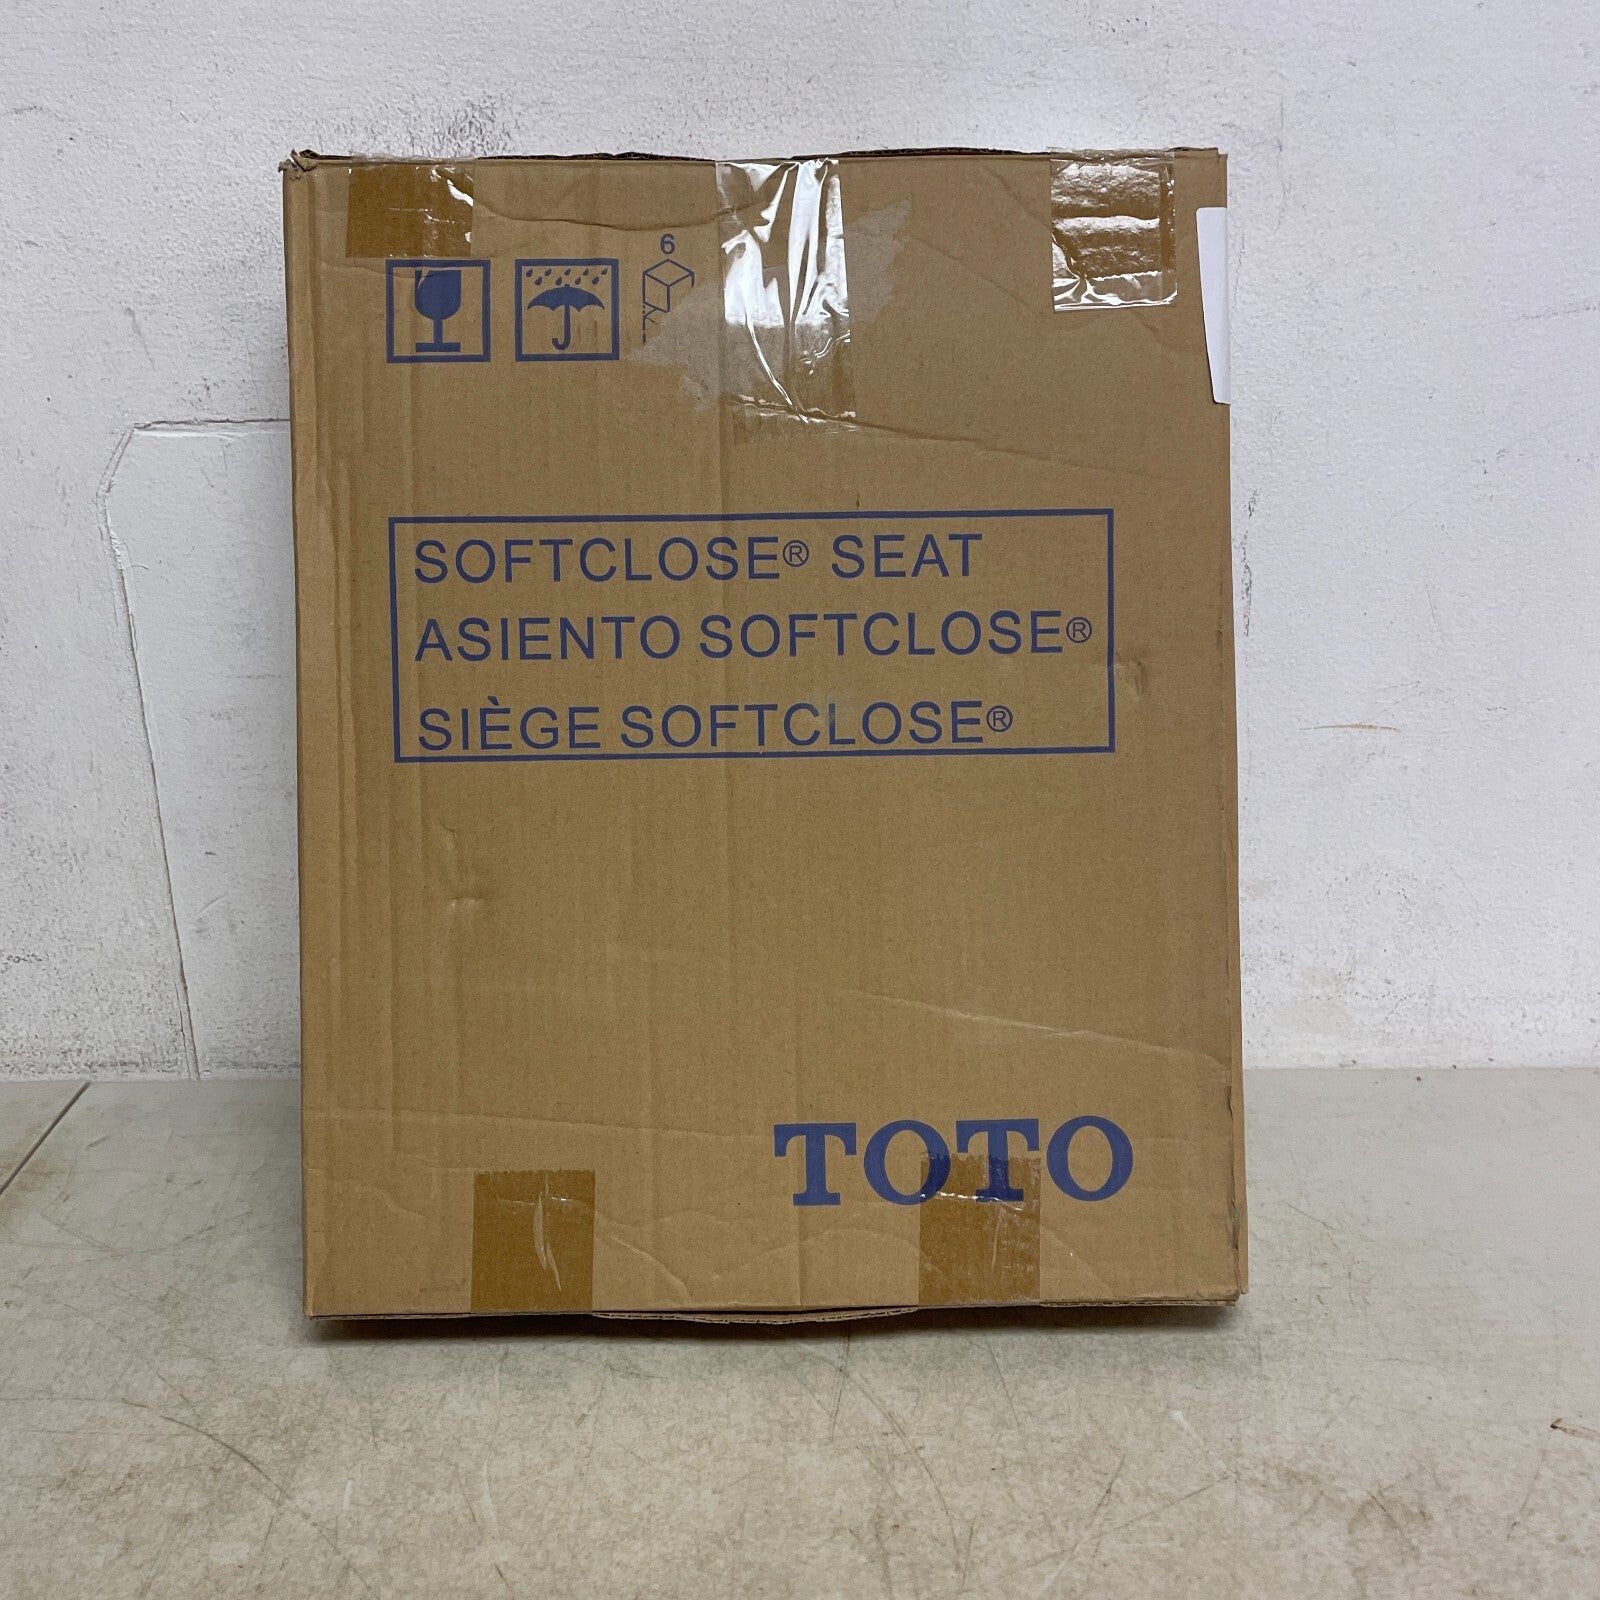 6
SOFTCLOSE® SEAT
ASIENTO SOFTCLOSE®
SIÈGE SOFTCLOSE®
TOTO